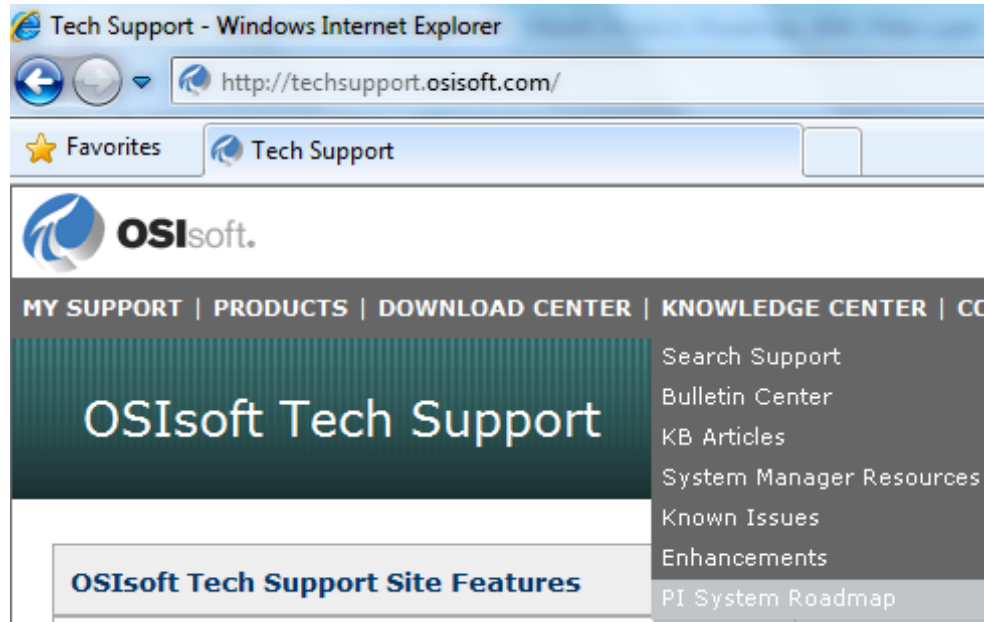 Tech Support - Windows Internet Explorer
http://techsupport.osisoft.com/
Favorites
Tech Support
OSIsoft.
MY SUPPORT | PRODUCTS | DOWNLOAD CENTER | KNOWLEDGE CENTER |
Search Support
Bulletin Center
OSIsoft Tech Support
KB Articles
System Manager Resources
Known Issues
Enhancements
OSIsoft Tech Support Site Features
PI System Roadmap